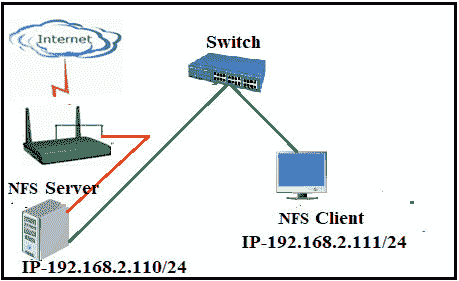 Internet
Switch
NFS Server
NFS Client
IP-192.168.2.111/24
IP-192.168.2.110/24